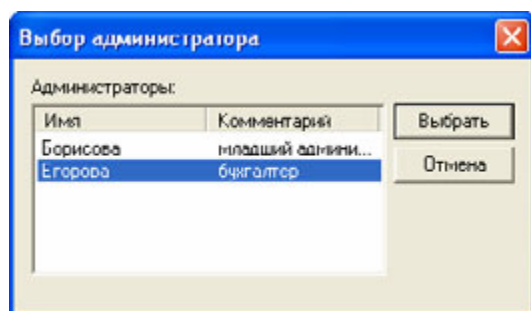 Выбор администратора
Администраторы:
Имя Комментарий
Борисова младший админи...
Егорова бухгалтер
Выбрать
Отмена